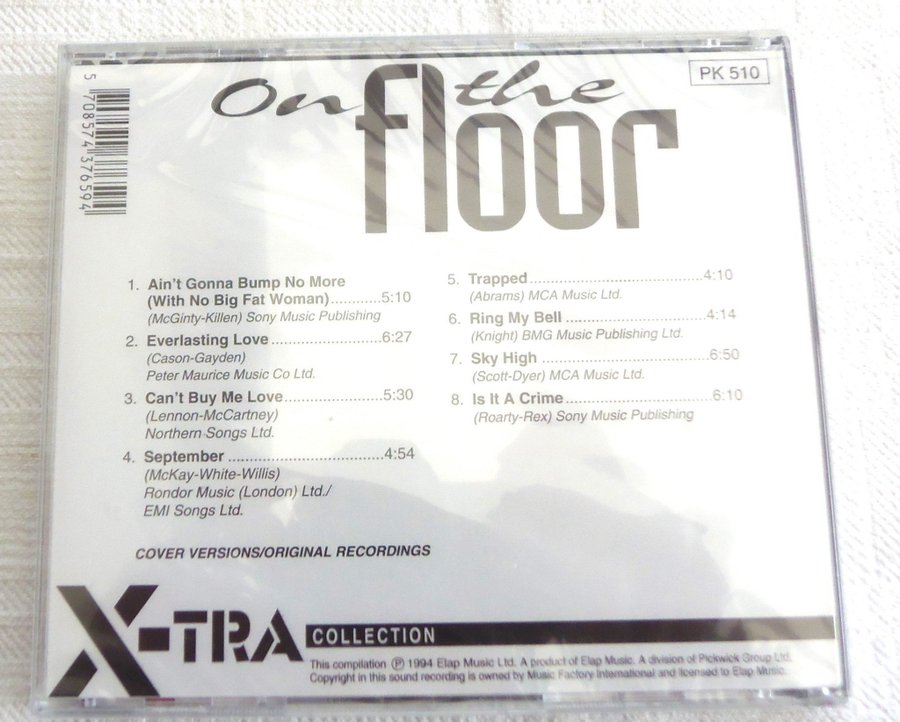 5 708574 376594
PK 510
On the
floor
1. Ain't Gonna Bump No More
(With No Big Fat Woman)............5:10
(McGinty-Killen) Sony Music Publishing
2. Everlasting Love..........................6:27
(Cason-Gayden)
Peter Maurice Music Co Ltd.
3. Can't Buy Me Love......................5:30
(Lennon-McCartney)
Northern Songs Ltd.
4. September ................................4:54
(McKay-White-Willis)
Rondor Music (London) Ltd./
EMI Songs Ltd.
5. Trapped....................................4:10
(Abrams) MCA Music Ltd.
6. Ring My Bell .............................4:14
(Knight) BMG Music Publishing Ltd.
7. Sky High ...................................6:50
(Scott-Dyer) MCA Music Ltd.
8. Is It A Crime..............................6:10
(Roarty-Rex) Sony Music Publishing
COVER VERSIONS/ORIGINAL RECORDINGS
X-TRA COLLECTION
This compilation ℗ 1994 Elap Music Ltd. A product of Elap Music. A division of Pickwick Group Ltd.
Copyright in this sound recording is owned by Music Factory International and licensed to Elap Music.